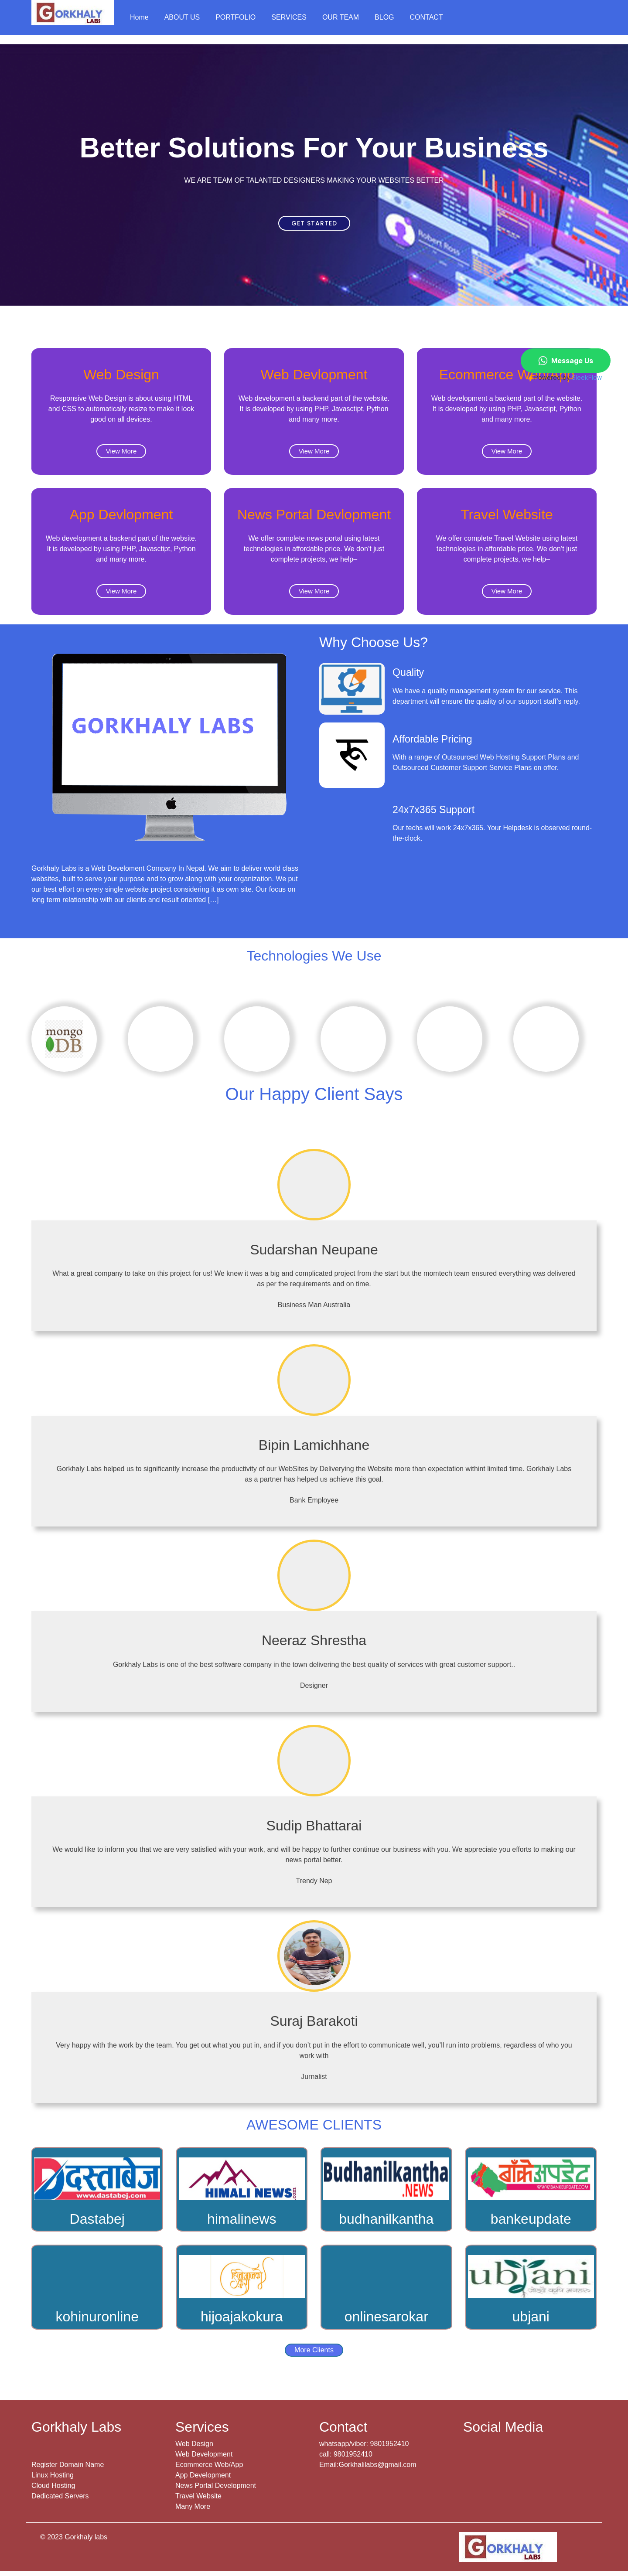 GORKHALY LABS
Home
ABOUT US
PORTFOLIO
SERVICES
OUR TEAM
BLOG
CONTACT
Better Solutions For Your Business
WE ARE TEAM OF TALANTED DESIGNERS MAKING YOUR WEBSITES BETTER
Robert Ross
GET STARTED
Message Us
Web Design
Responsive Web Design is about using HTML
and CSS to automatically resize to make it look
good on all devices.
View More
Web Devlopment
Web development a backend part of the website.
It is developed by using PHP, Javasctipt, Python
and many more.
View More
Ecommerce
Web development a backend part of the website.
It is developed by using PHP, Javasctipt, Python
and many more.
View More
App Devlopment
Web development a backend part of the website.
It is developed by using PHP, Javasctipt, Python
and many more.
View More
News Portal Devlopment
We offer complete news portal using latest
technologies in affordable price. We don't just
complete projects, we help–
View More
Travel Website
We offer complete Travel Website using latest
technologies in affordable price. We don't just
complete projects, we help–
View More
GORKHALY LABS
Gorkhaly Labs is a Web Develoment Company In Nepal. We aim to deliver world class
websites, built to serve your purpose and to grow along with your organization. We put
our best effort on every single website project considering it as own site. Our focus on
long term relationship with our clients and result oriented […]
Why Choose Us?
Quality
We have a quality management system for our service. This
department will ensure the quality of our support staff's reply.
रू
Affordable Pricing
With a range of Outsourced Web Hosting Support Plans and
Outsourced Customer Support Service Plans on offer.
24x7x365 Support
Our techs will work 24x7x365. Your Helpdesk is observed round-
the-clock.
Technologies We Use
mongo
DB
Our Happy Client Says
Sudarshan Neupane
What a great company to take on this project for us! We knew it was a big and complicated project from the start but the momtech team ensured everything was delivered
as per the requirements and on time.
Business Man Australia
Bipin Lamichhane
Gorkhaly Labs helped us to significantly increase the productivity of our WebSites by Deliverying the Website more than expectation withint limited time. Gorkhaly Labs
as a partner has helped us achieve this goal.
Bank Employee
Neeraz Shrestha
Gorkhaly Labs is one of the best software company in the town delivering the best quality of services with great customer support..
Designer
Sudip Bhattarai
We would like to inform you that we are very satisfied with your work, and will be happy to further continue our business with you. We appreciate you efforts to making our
news portal better.
Trendy Nep
Suraj Barakoti
Very happy with the work by the team. You get out what you put in, and if you don't put in the effort to communicate well, you'll run into problems, regardless of who you
work with
Jurnalist
AWESOME CLIENTS
दस्ताबेज
www.dastabej.com
Dastabej
HIMALI NEWS
himalinews
Budhanilkantha
.NEWS
budhanilkantha
बाँके अपडेट
WWW.BANKEUPDATE.COM
bankeupdate
kohinuronline
hijoajakokura
onlinesarokar
ubjani
ubjani
More Clients
Gorkhaly Labs
Register Domain Name
Linux Hosting
Cloud Hosting
Dedicated Servers
Services
Web Design
Web Development
Ecommerce Web/App
App Development
News Portal Development
Travel Website
Many More
Contact
whatsapp/viber: 9801952410
call: 9801952410
Email:Gorkhalilabs@gmail.com
Social Media
© 2023 Gorkhaly labs
GORKHALY LABS